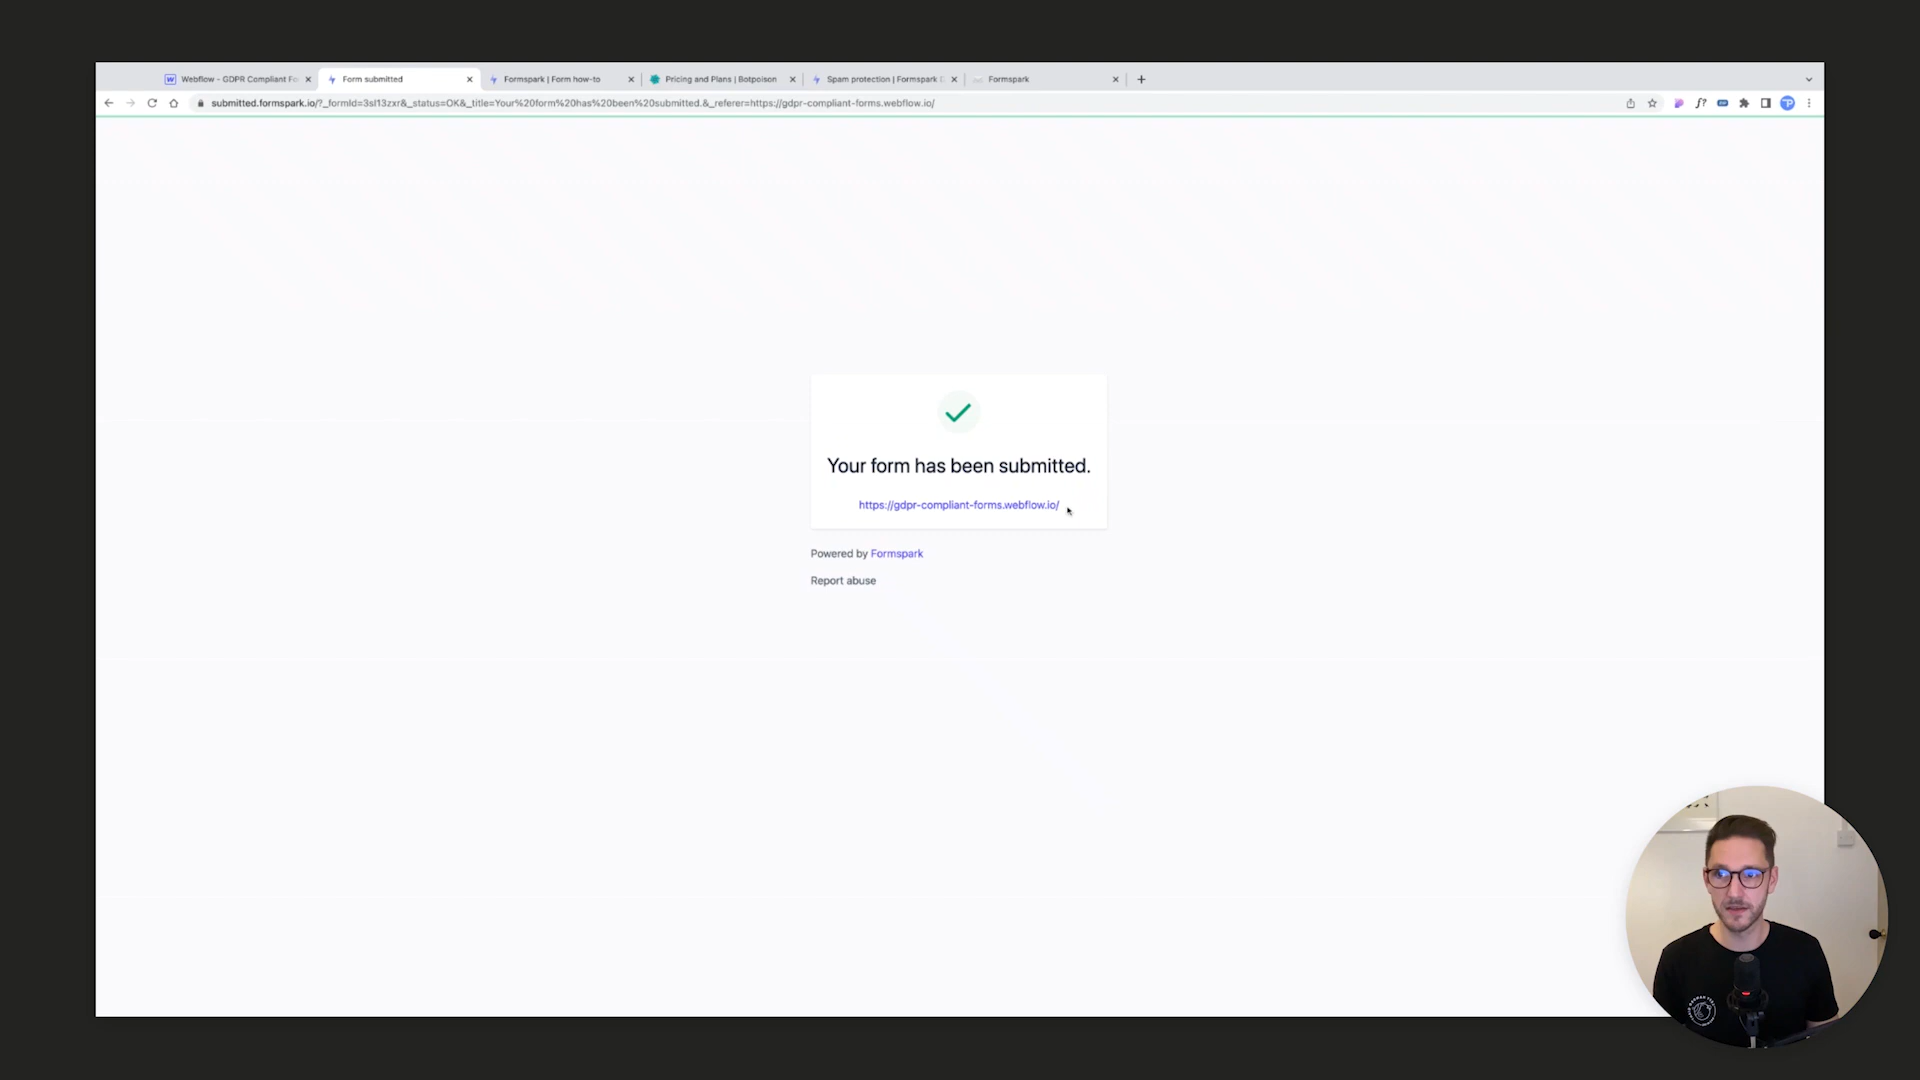 Webflow - GDPR Compliant Fo
Form submitted
Formspark | Form how-to
Pricing and Plans | Botpoison
Spam protection | Formspark D
Formspark
submitted.formspark.io/?_formId=3sI13zxr&_status=OK&_title=Your%20form%20has%20been%20submitted.&_referer=https://gdpr-compliant-forms.webflow.io/
Your form has been submitted.
https://gdpr-compliant-forms.webflow.io/
Powered by Formspark
Report abuse